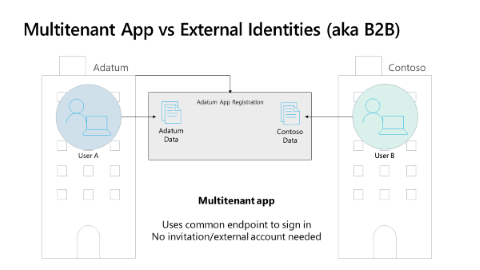 Multitenant App vs External Identities (aka B2B)
Adatum
Contoso
Adatum App Registration
Adatum
Data
Contoso
Data
User A
User B
Multitenant app
Uses common endpoint to sign in
No invitation/external account needed